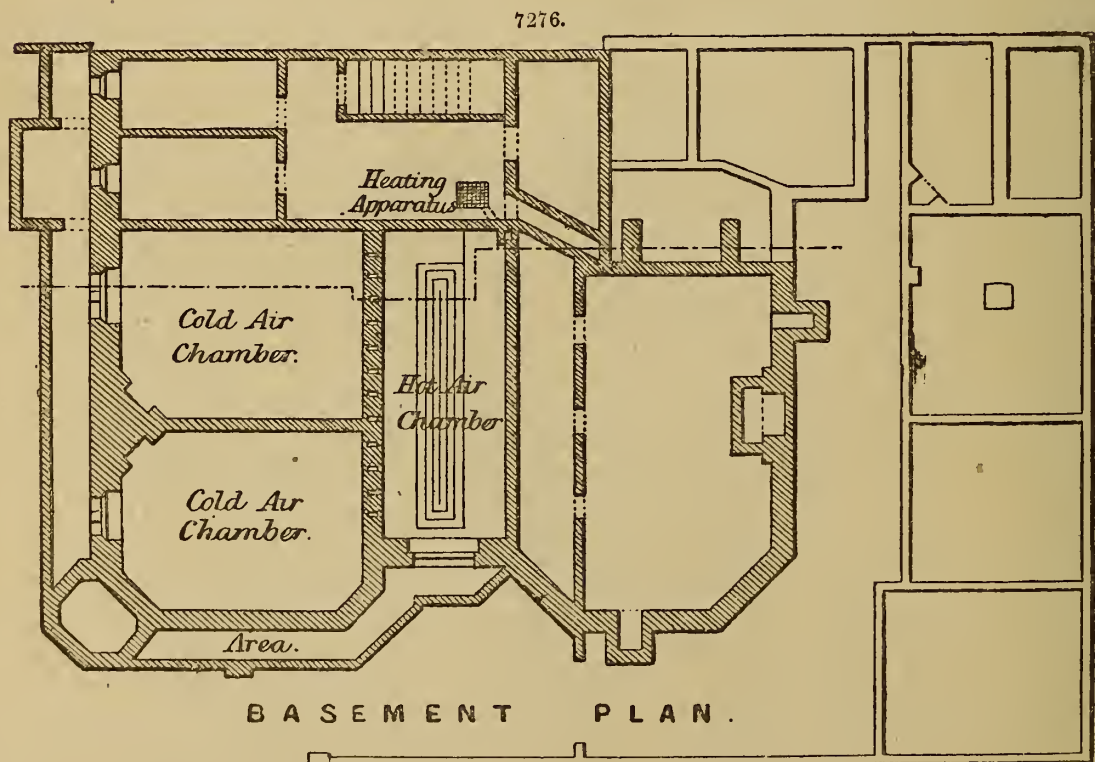 7276.
Heating
Apparatus
Cold Air
Chamber.
Hot Air
Chamber
Cold Air
Chamber.
Area.
BASEMENT PLAN.